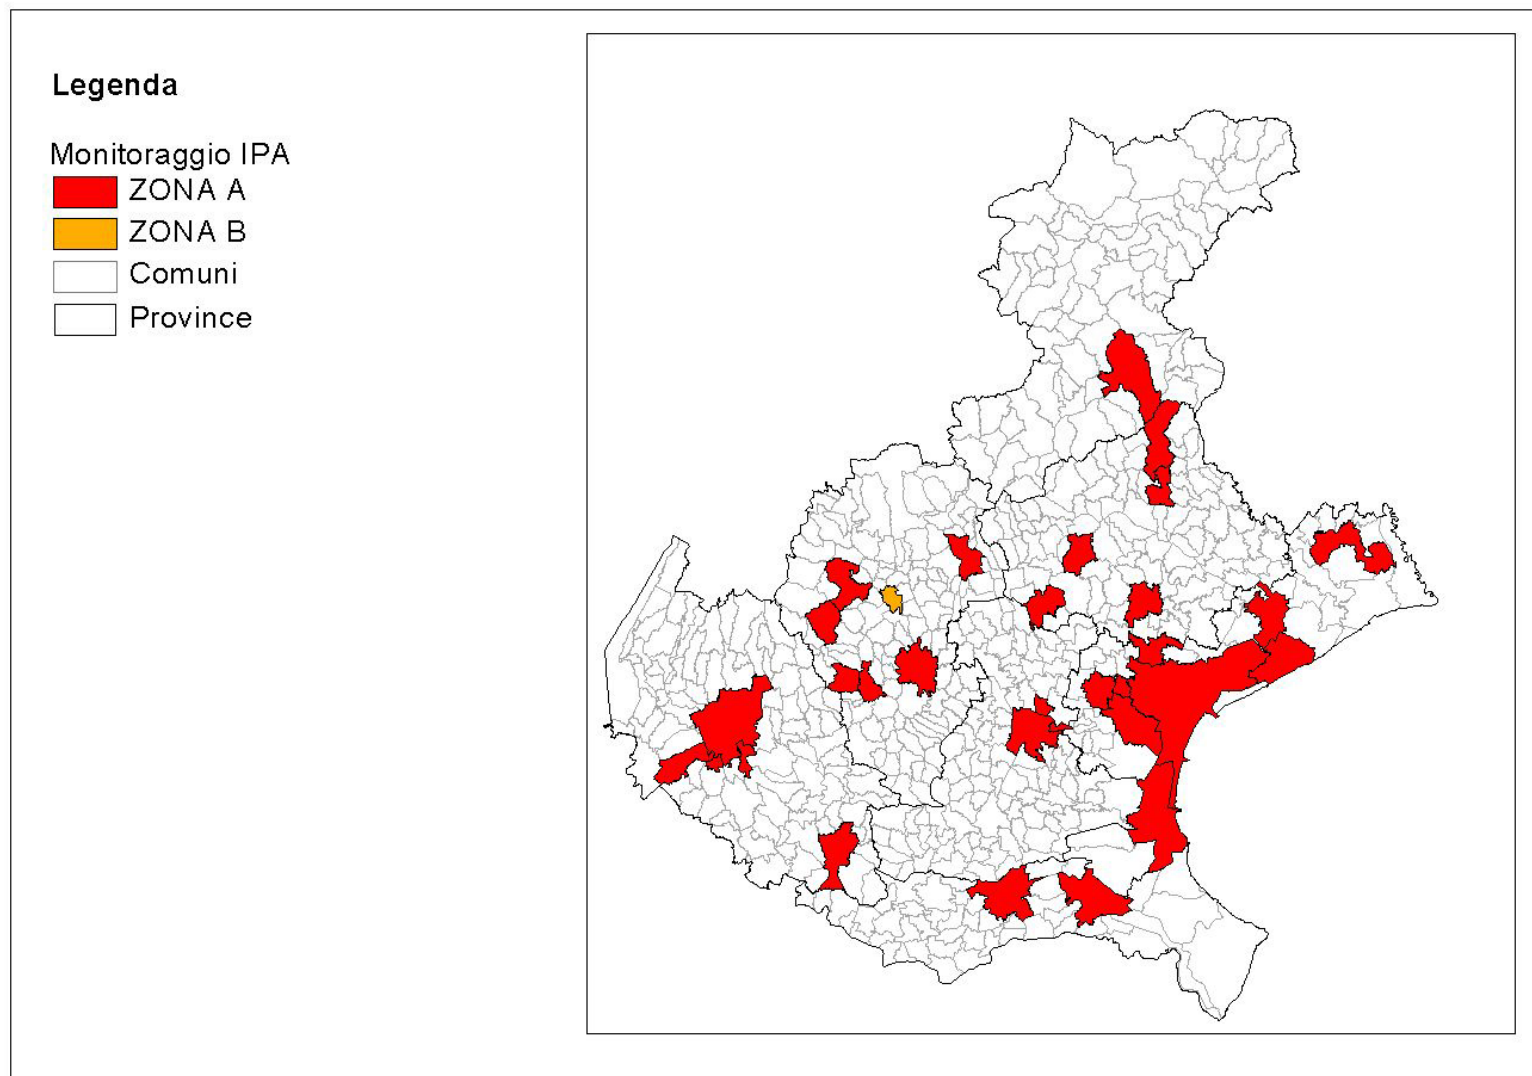 Legenda
Monitoraggio IPA
ZONA A
ZONA B
Comuni
Province